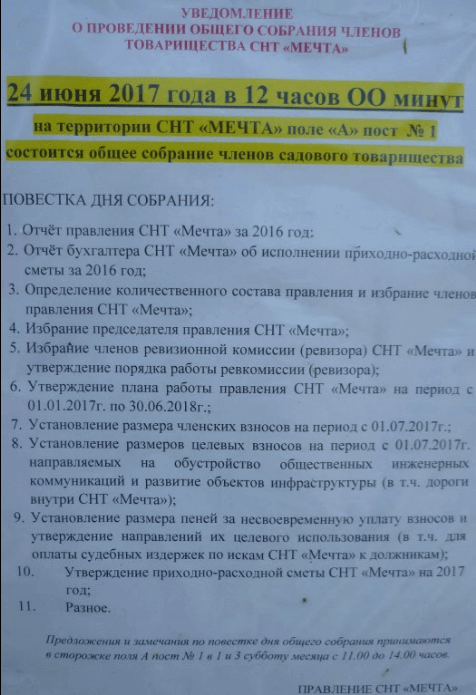 УВЕДОМЛЕНИЕ
О ПРОВЕДЕНИИ ОБЩЕГО СОБРАНИЯ ЧЛЕНОВ
ТОВАРИЩЕСТВА СНТ «МЕЧТА»
24 июня 2017 года в 12 часов ОО минут
на территории СНТ «МЕЧТА» поле «А» пост № 1
состоится общее собрание членов садового товарищества
ПОВЕСТКА ДНЯ СОБРАНИЯ:
1. Отчёт правления СНТ «Мечта» за 2016 год;
2. Отчёт бухгалтера СНТ «Мечта» об исполнении приходно-расходной
сметы за 2016 год;
3. Определение количественного состава правления и избрание членов
правления СНТ «Мечта»;
4. Избрание председателя правления СНТ «Мечта»;
5. Избрание членов ревизионной комиссии (ревизора) СНТ «Мечта» и
утверждение порядка работы ревкомиссии (ревизора);
6. Утверждение плана работы правления СНТ «Мечта» на период с
01.01.2017г. по 30.06.2018г.;
7. Установление размера членских взносов на период с 01.07.2017г.;
8. Установление размеров целевых взносов на период с 01.07.2017г.
направляемых на обустройство общественных инженерных
коммуникаций и развитие объектов инфраструктуры (в т.ч. дороги
внутри СНТ «Мечта»);
9. Установление размера пеней за несвоевременную уплату взносов и
утверждение направлений их целевого использования (в т.ч. для
оплаты судебных издержек по искам СНТ «Мечта» к должникам);
10. Утверждение приходно-расходной сметы СНТ «Мечта» на 2017
год;
11. Разное.
Предложения и замечания по повестке дня общего собрания принимаются
в сторожке поля А пост № 1 в 1 и 3 субботу месяца с 11.00 до 14.00 часов.
ПРАВЛЕНИЕ СНТ «МЕЧТА»